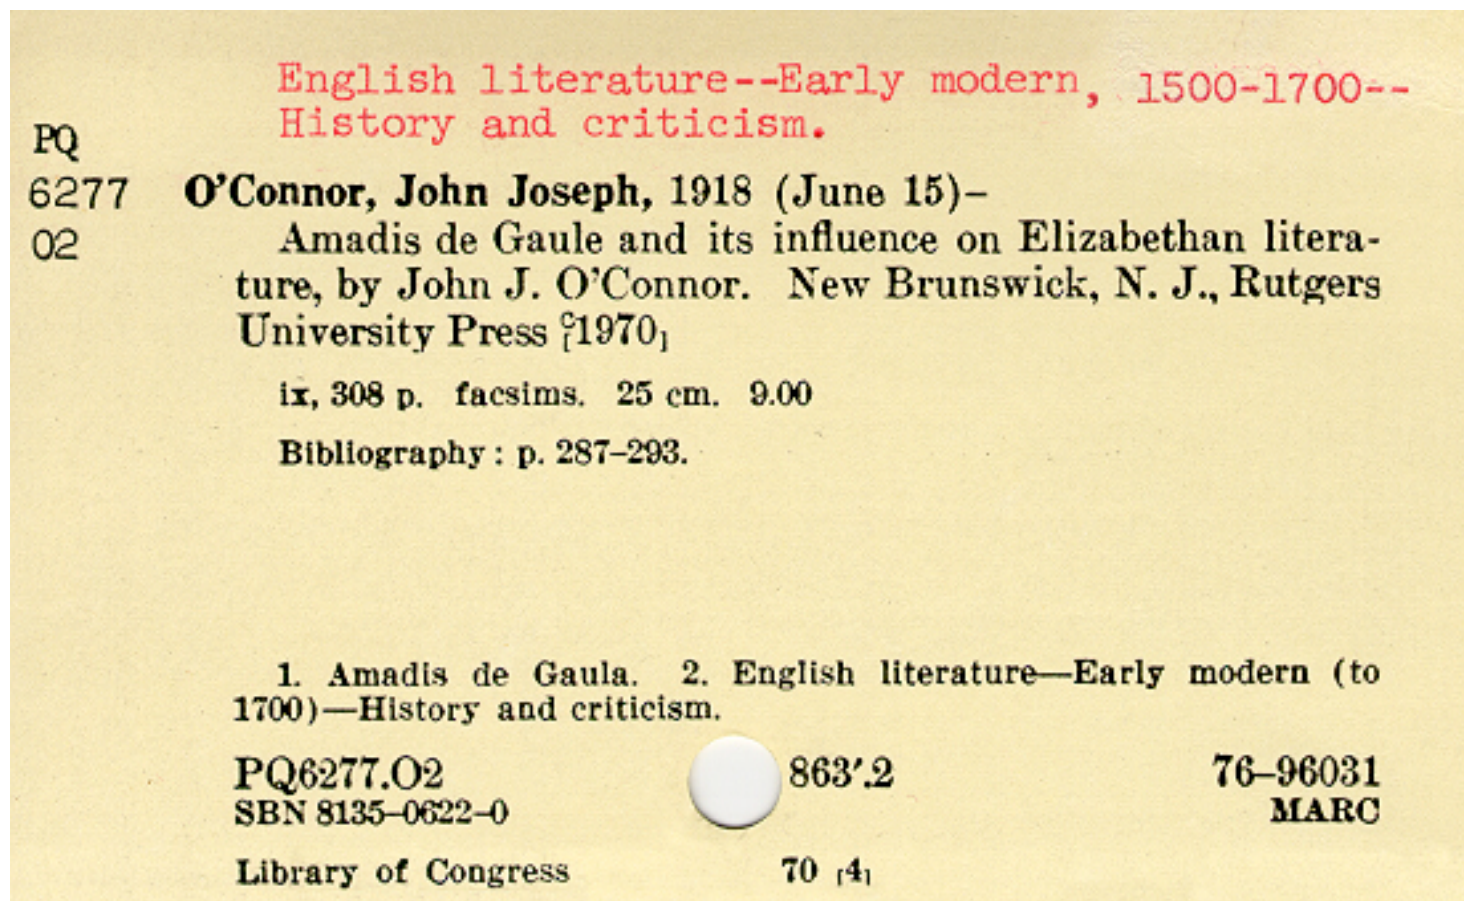 English literature--Early modern, 1500-1700--
History and criticism.
PQ
6277
O2
O'Connor, John Joseph, 1918 (June 15)–
Amadis de Gaule and its influence on Elizabethan litera-
ture, by John J. O'Connor. New Brunswick, N. J., Rutgers
University Press [c1970]
ix, 308 p. facsims. 25 cm. 9.00
Bibliography : p. 287–293.
1. Amadis de Gaula. 2. English literature—Early modern (to
1700)—History and criticism.
PQ6277.O2 863′.2 76–96031
SBN 8135–0622–0 MARC
Library of Congress 70 [4]